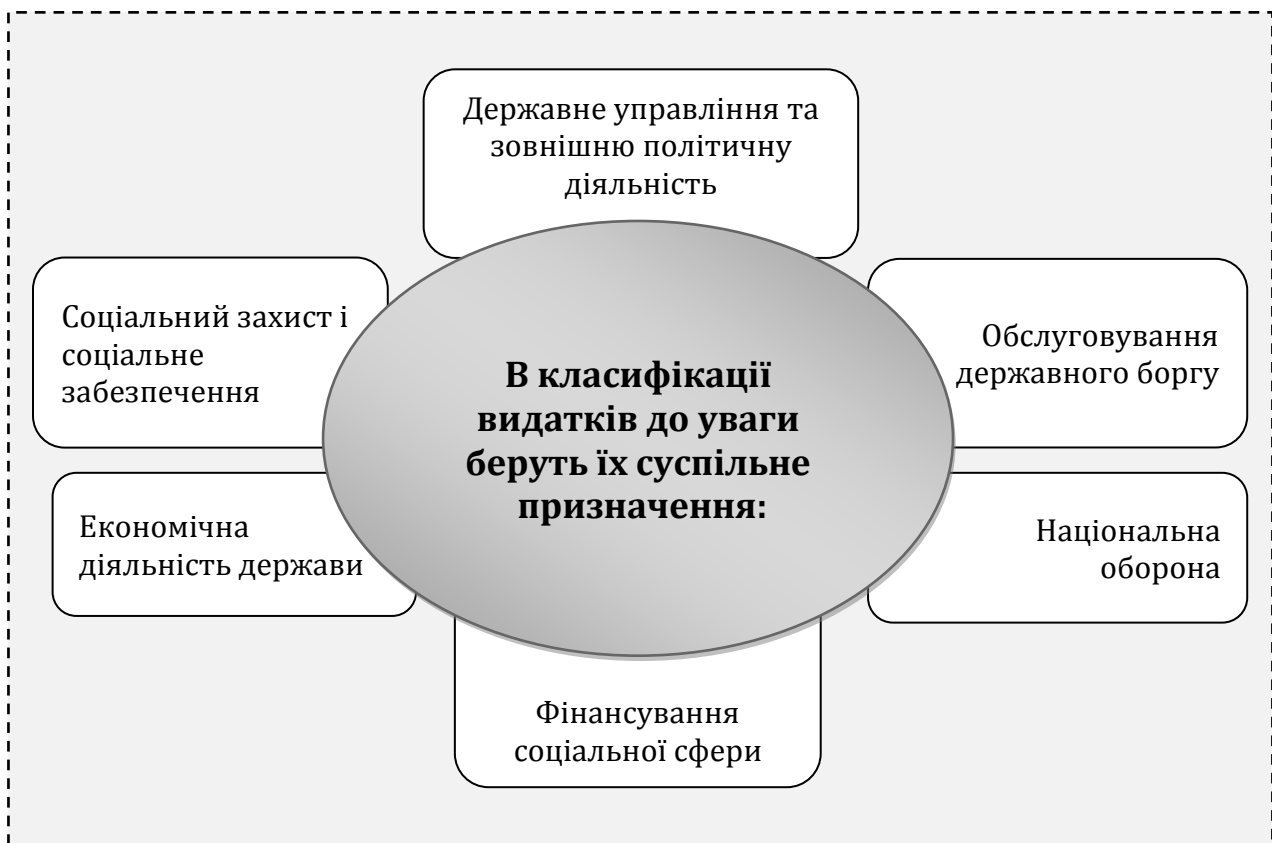 Державне управління та
зовнішню політичну
діяльність
Соціальний захист і
соціальне
забезпечення
Обслуговування
державного боргу
В класифікації
видатків до уваги
беруть їх суспільне
призначення:
Економічна
діяльність держави
Національна
оборона
Фінансування
соціальної сфери